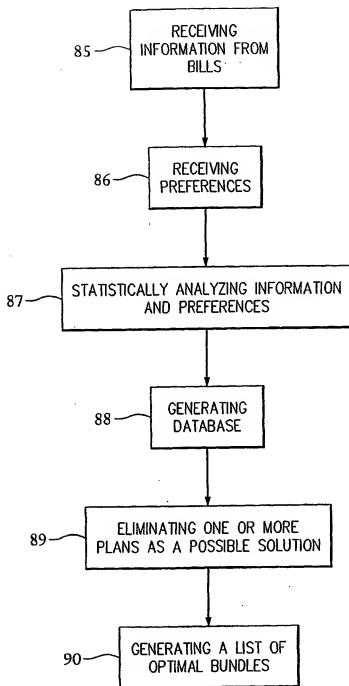 85
RECEIVING
INFORMATION FROM
BILLS
86
RECEIVING
PREFERENCES
87
STATISTICALLY ANALYZING INFORMATION
AND PREFERENCES
88
GENERATING
DATABASE
89
ELIMINATING ONE OR MORE
PLANS AS A POSSIBLE SOLUTION
90
GENERATING A LIST OF
OPTIMAL BUNDLES